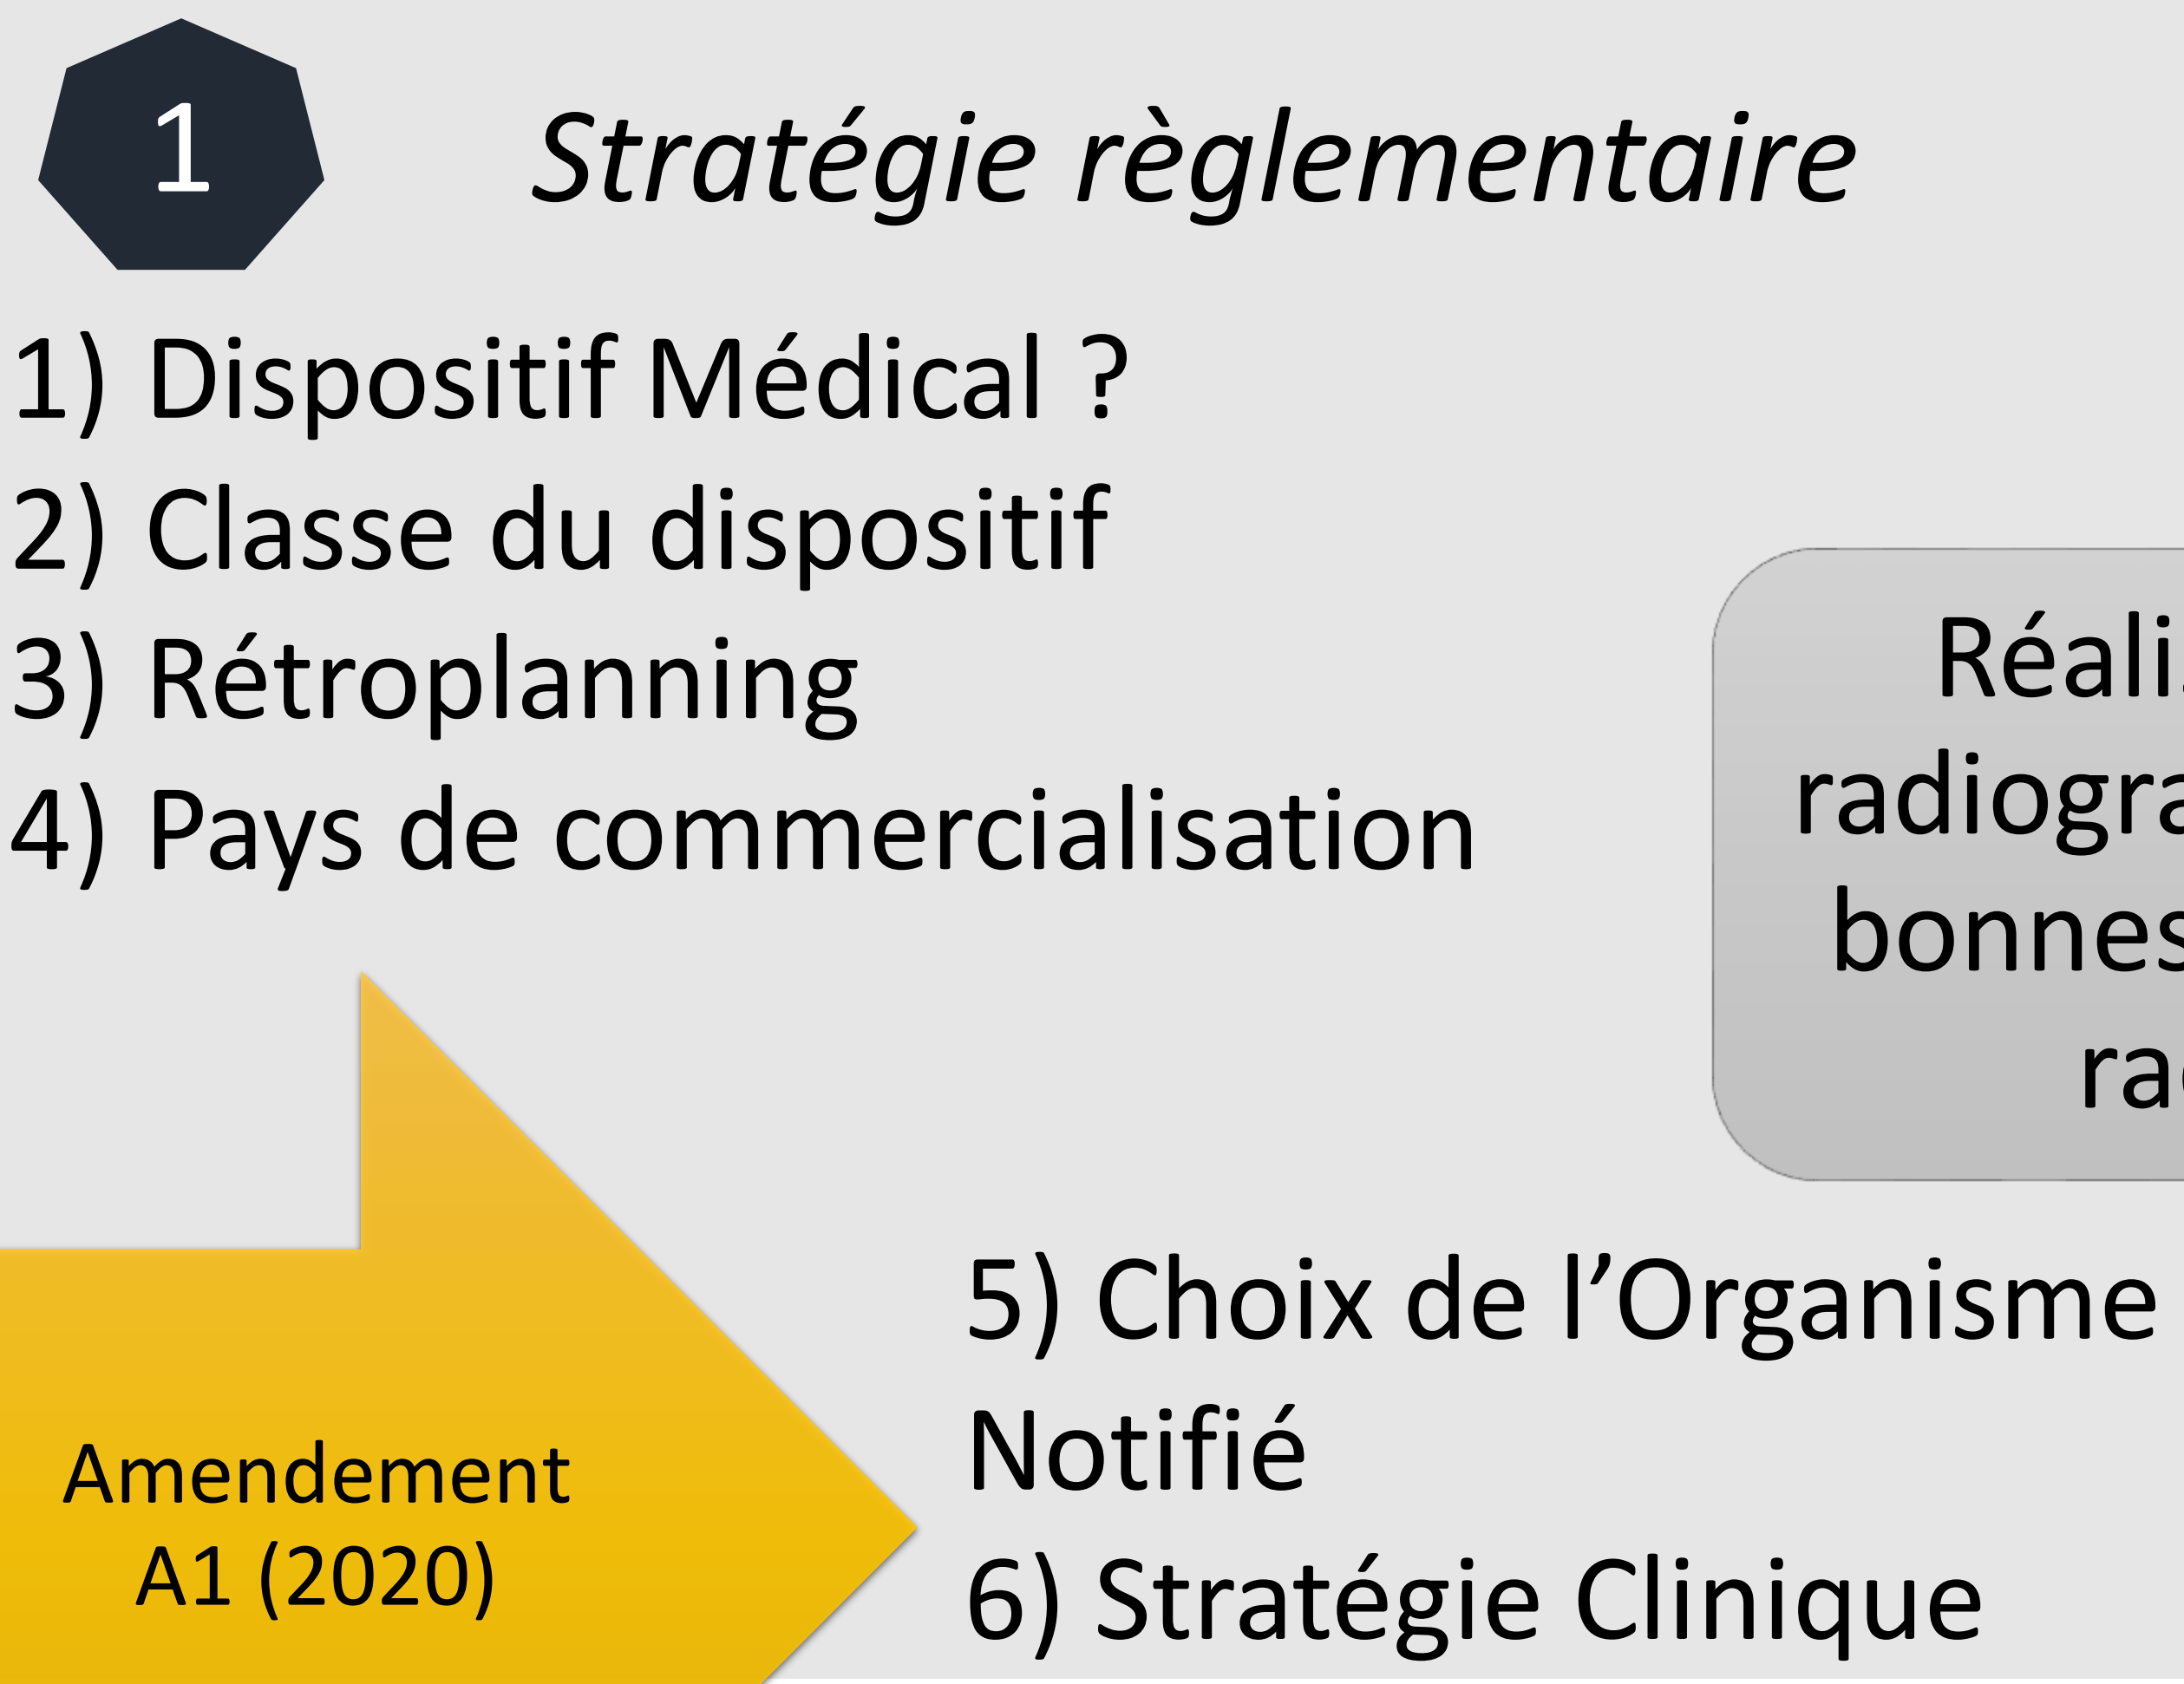 1
Stratégie règlementaire
1) Dispositif Médical ?
2) Classe du dispositif
3) Rétroplanning
4) Pays de commercialisation
bonnes
5) Choix de l’Organisme
Notifié
6) Stratégie Clinique
Amendement
A1 (2020)